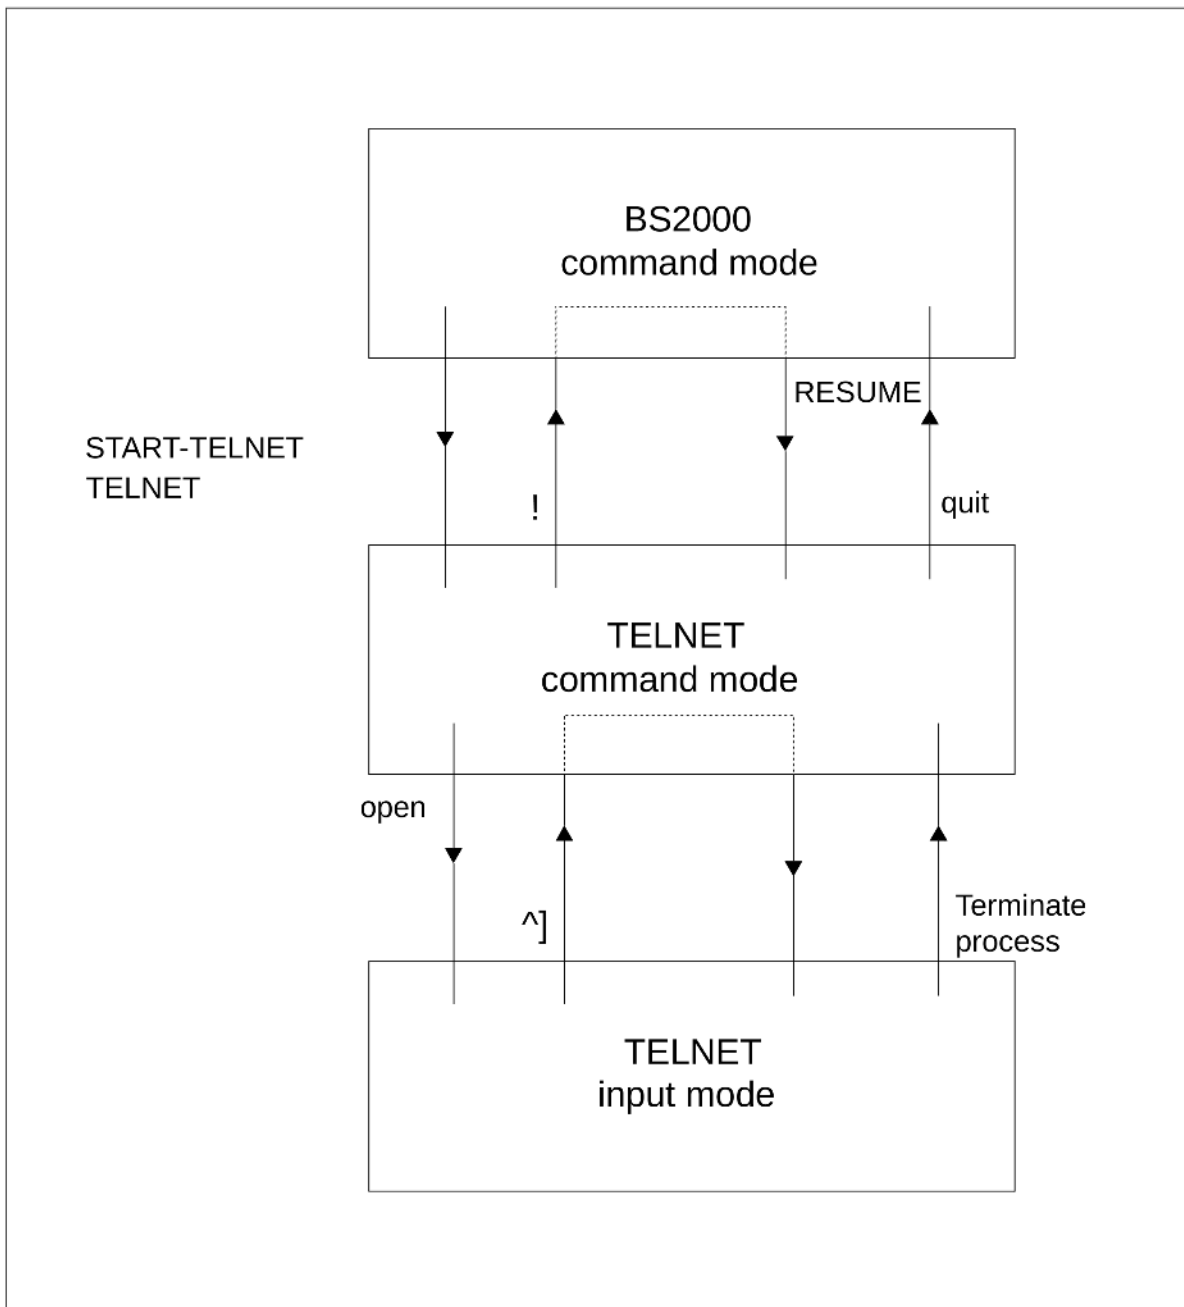 BS2000
command mode
RESUME
START-TELNET
TELNET
!
quit
TELNET
command mode
open
^]
Terminate
process
TELNET
input mode